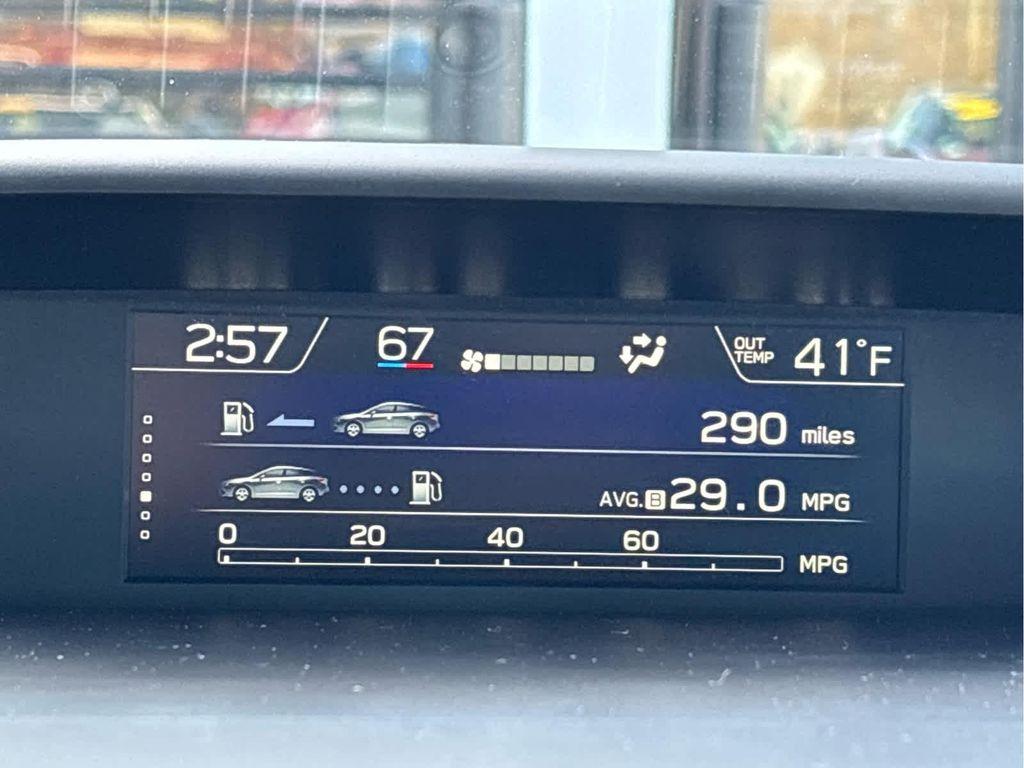 2:57 67 OUT TEMP 41°F
290 miles
AVG. B 29.0 MPG
0 20 40 60
MPG